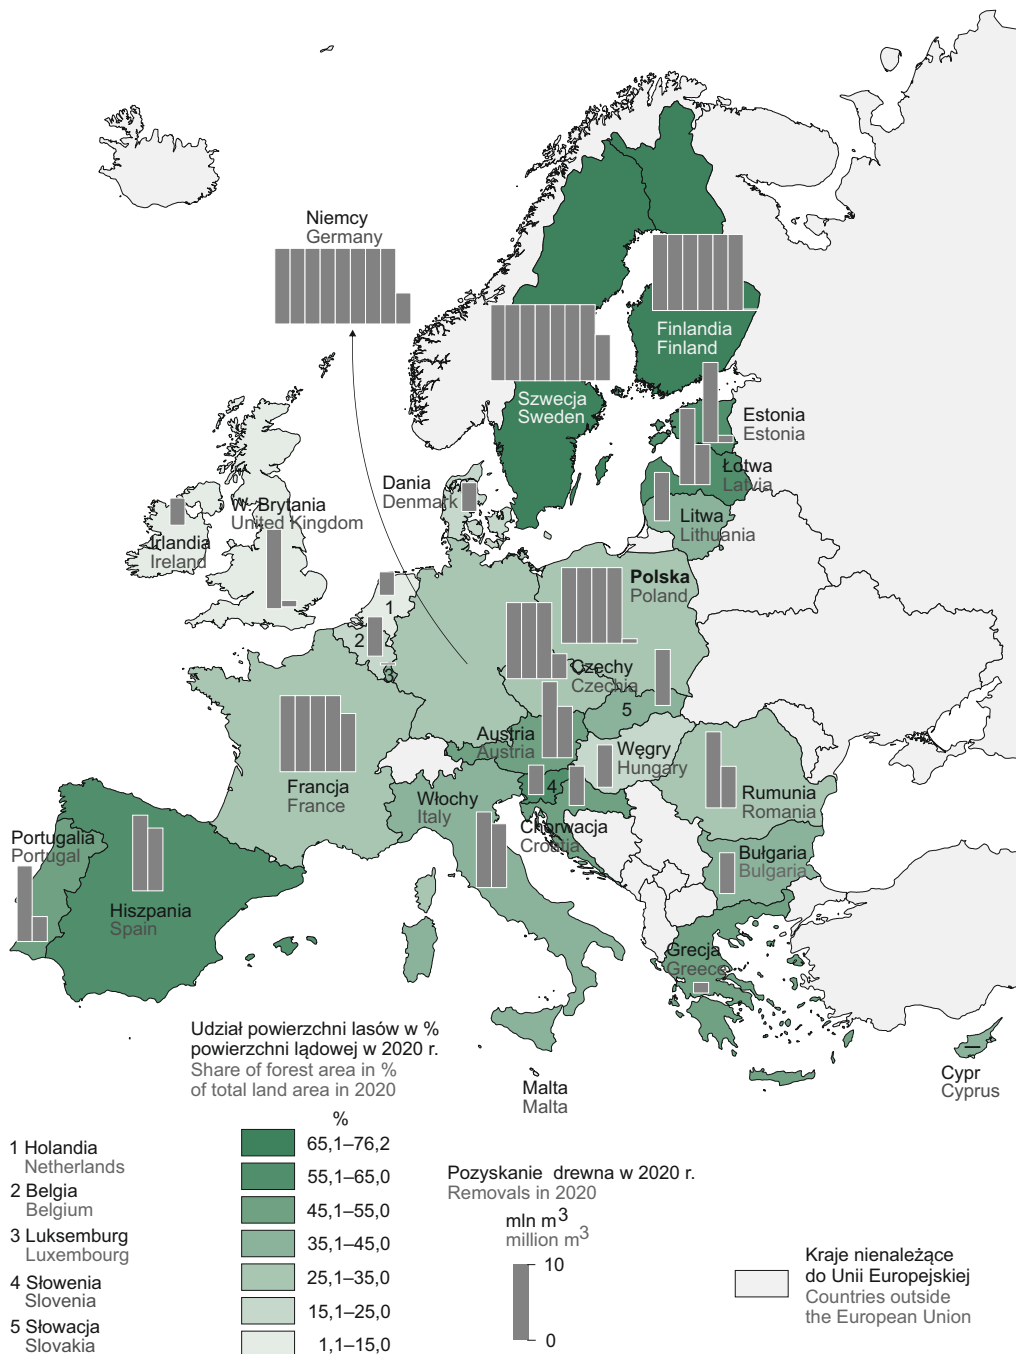 Niemcy
Germany
Finlandia
Finland
Szwecja
Sweden
Estonia
Estonia
Łotwa
Latvia
Dania
Denmark
Litwa
Lithuania
W. Brytania
United Kingdom
Irlandia
Ireland
Polska
Poland
1
2
3
Czechy
Czechia
5
Austria
Austria
Węgry
Hungary
4
Francja
France
Włochy
Italy
Chorwacja
Croatia
Rumunia
Romania
Portugalia
Portugal
Bułgaria
Bulgaria
Hiszpania
Spain
Grecja
Greece
Cypr
Cyprus
Malta
Malta
Udział powierzchni lasów w %
powierzchni lądowej w 2020 r.
Share of forest area in %
of total land area in 2020
%
65,1–76,2
55,1–65,0
45,1–55,0
35,1–45,0
25,1–35,0
15,1–25,0
1,1–15,0
1 Holandia
Netherlands
2 Belgia
Belgium
3 Luksemburg
Luxembourg
4 Słowenia
Slovenia
5 Słowacja
Slovakia
Pozyskanie drewna w 2020 r.
Removals in 2020
mln m³
million m³
10
0
Kraje nienależące
do Unii Europejskiej
Countries outside
the European Union